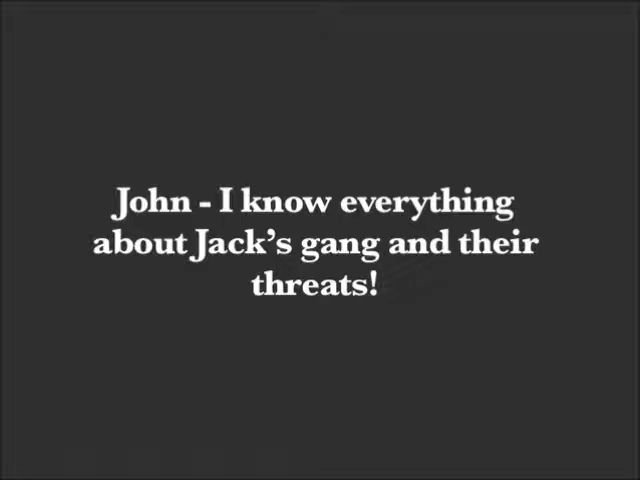 John - I know everything
about Jack’s gang and their
threats!